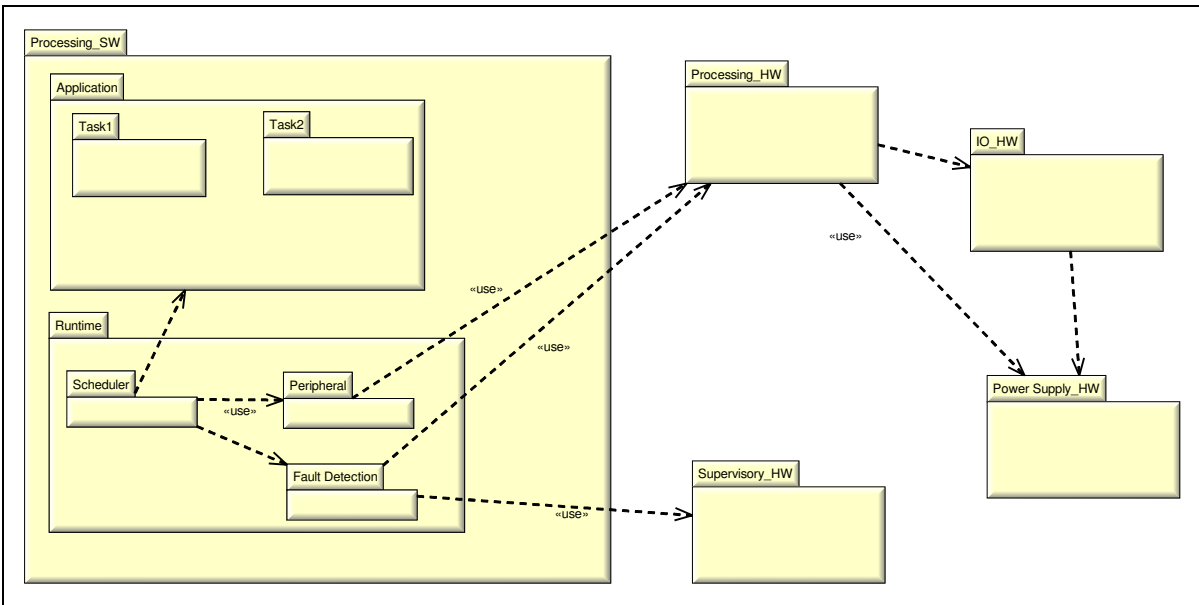 Processing_SW
Application
Task1
Task2
Processing_HW
IO_HW
«use»
«use»
«use»
Runtime
Scheduler
Peripheral
«use»
Power Supply_HW
Fault Detection
Supervisory_HW
«use»